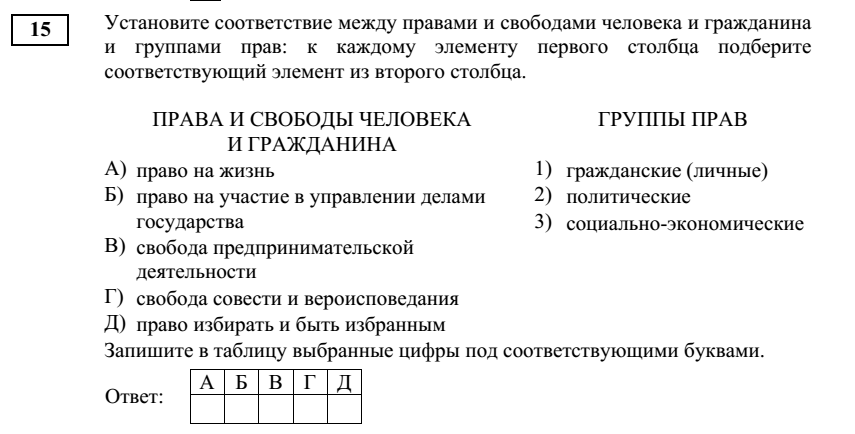 15
Установите соответствие между правами и свободами человека и гражданина
и группами прав: к каждому элементу первого столбца подберите
соответствующий элемент из второго столбца.
ПРАВА И СВОБОДЫ ЧЕЛОВЕКА
И ГРАЖДАНИНА
А) право на жизнь
Б) право на участие в управлении делами
государства
В) свобода предпринимательской
деятельности
Г) свобода совести и вероисповедания
Д) право избирать и быть избранным
ГРУППЫ ПРАВ
1) гражданские (личные)
2) политические
3) социально-экономические
Запишите в таблицу выбранные цифры под соответствующими буквами.
Ответ:
А Б В Г Д